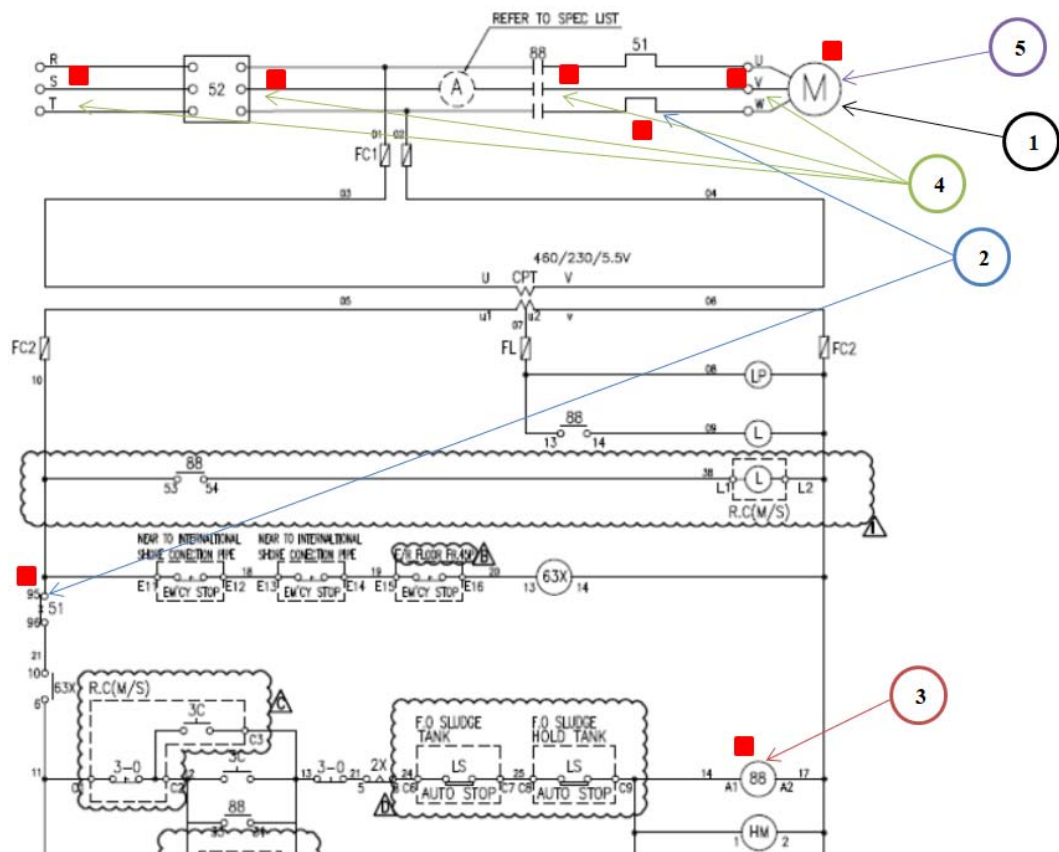 REFER TO SPEC LIST
R
S
T
52
A
88
51
U
V
W
M
5
1
01
02
FC1
4
03
04
2
460/230/5.5V
U CPT V
05
06
u1
u2
v
07
FC2
FL
FC2
10
08
LP
88
13 14
09
L
88
53 54
38
L1
L
L2
R.C(M/S)
NEAR TO INTERNALTIONAL
SHORE CONECTION PIPE
NEAR TO INTERNALTIONAL
SHORE CONECTION PIPE
B
E11
E12
18
E13
E14
19
E15
E16
20
EM'CY STOP
EM'CY STOP
EM'CY STOP
13
63X
14
95
51
96
21
10
63X
6
R.C(M/S)
C
3C
C3
F.O SLUDGE
TANK
F.O SLUDGE
HOLD TANK
3
11
3-0
C2
3C
13
3-0
21
2X
5
24
C6
LS
AUTO STOP
C7
25
C8
LS
AUTO STOP
C9
14
A1
88
A2
17
D
88
1
HM
2